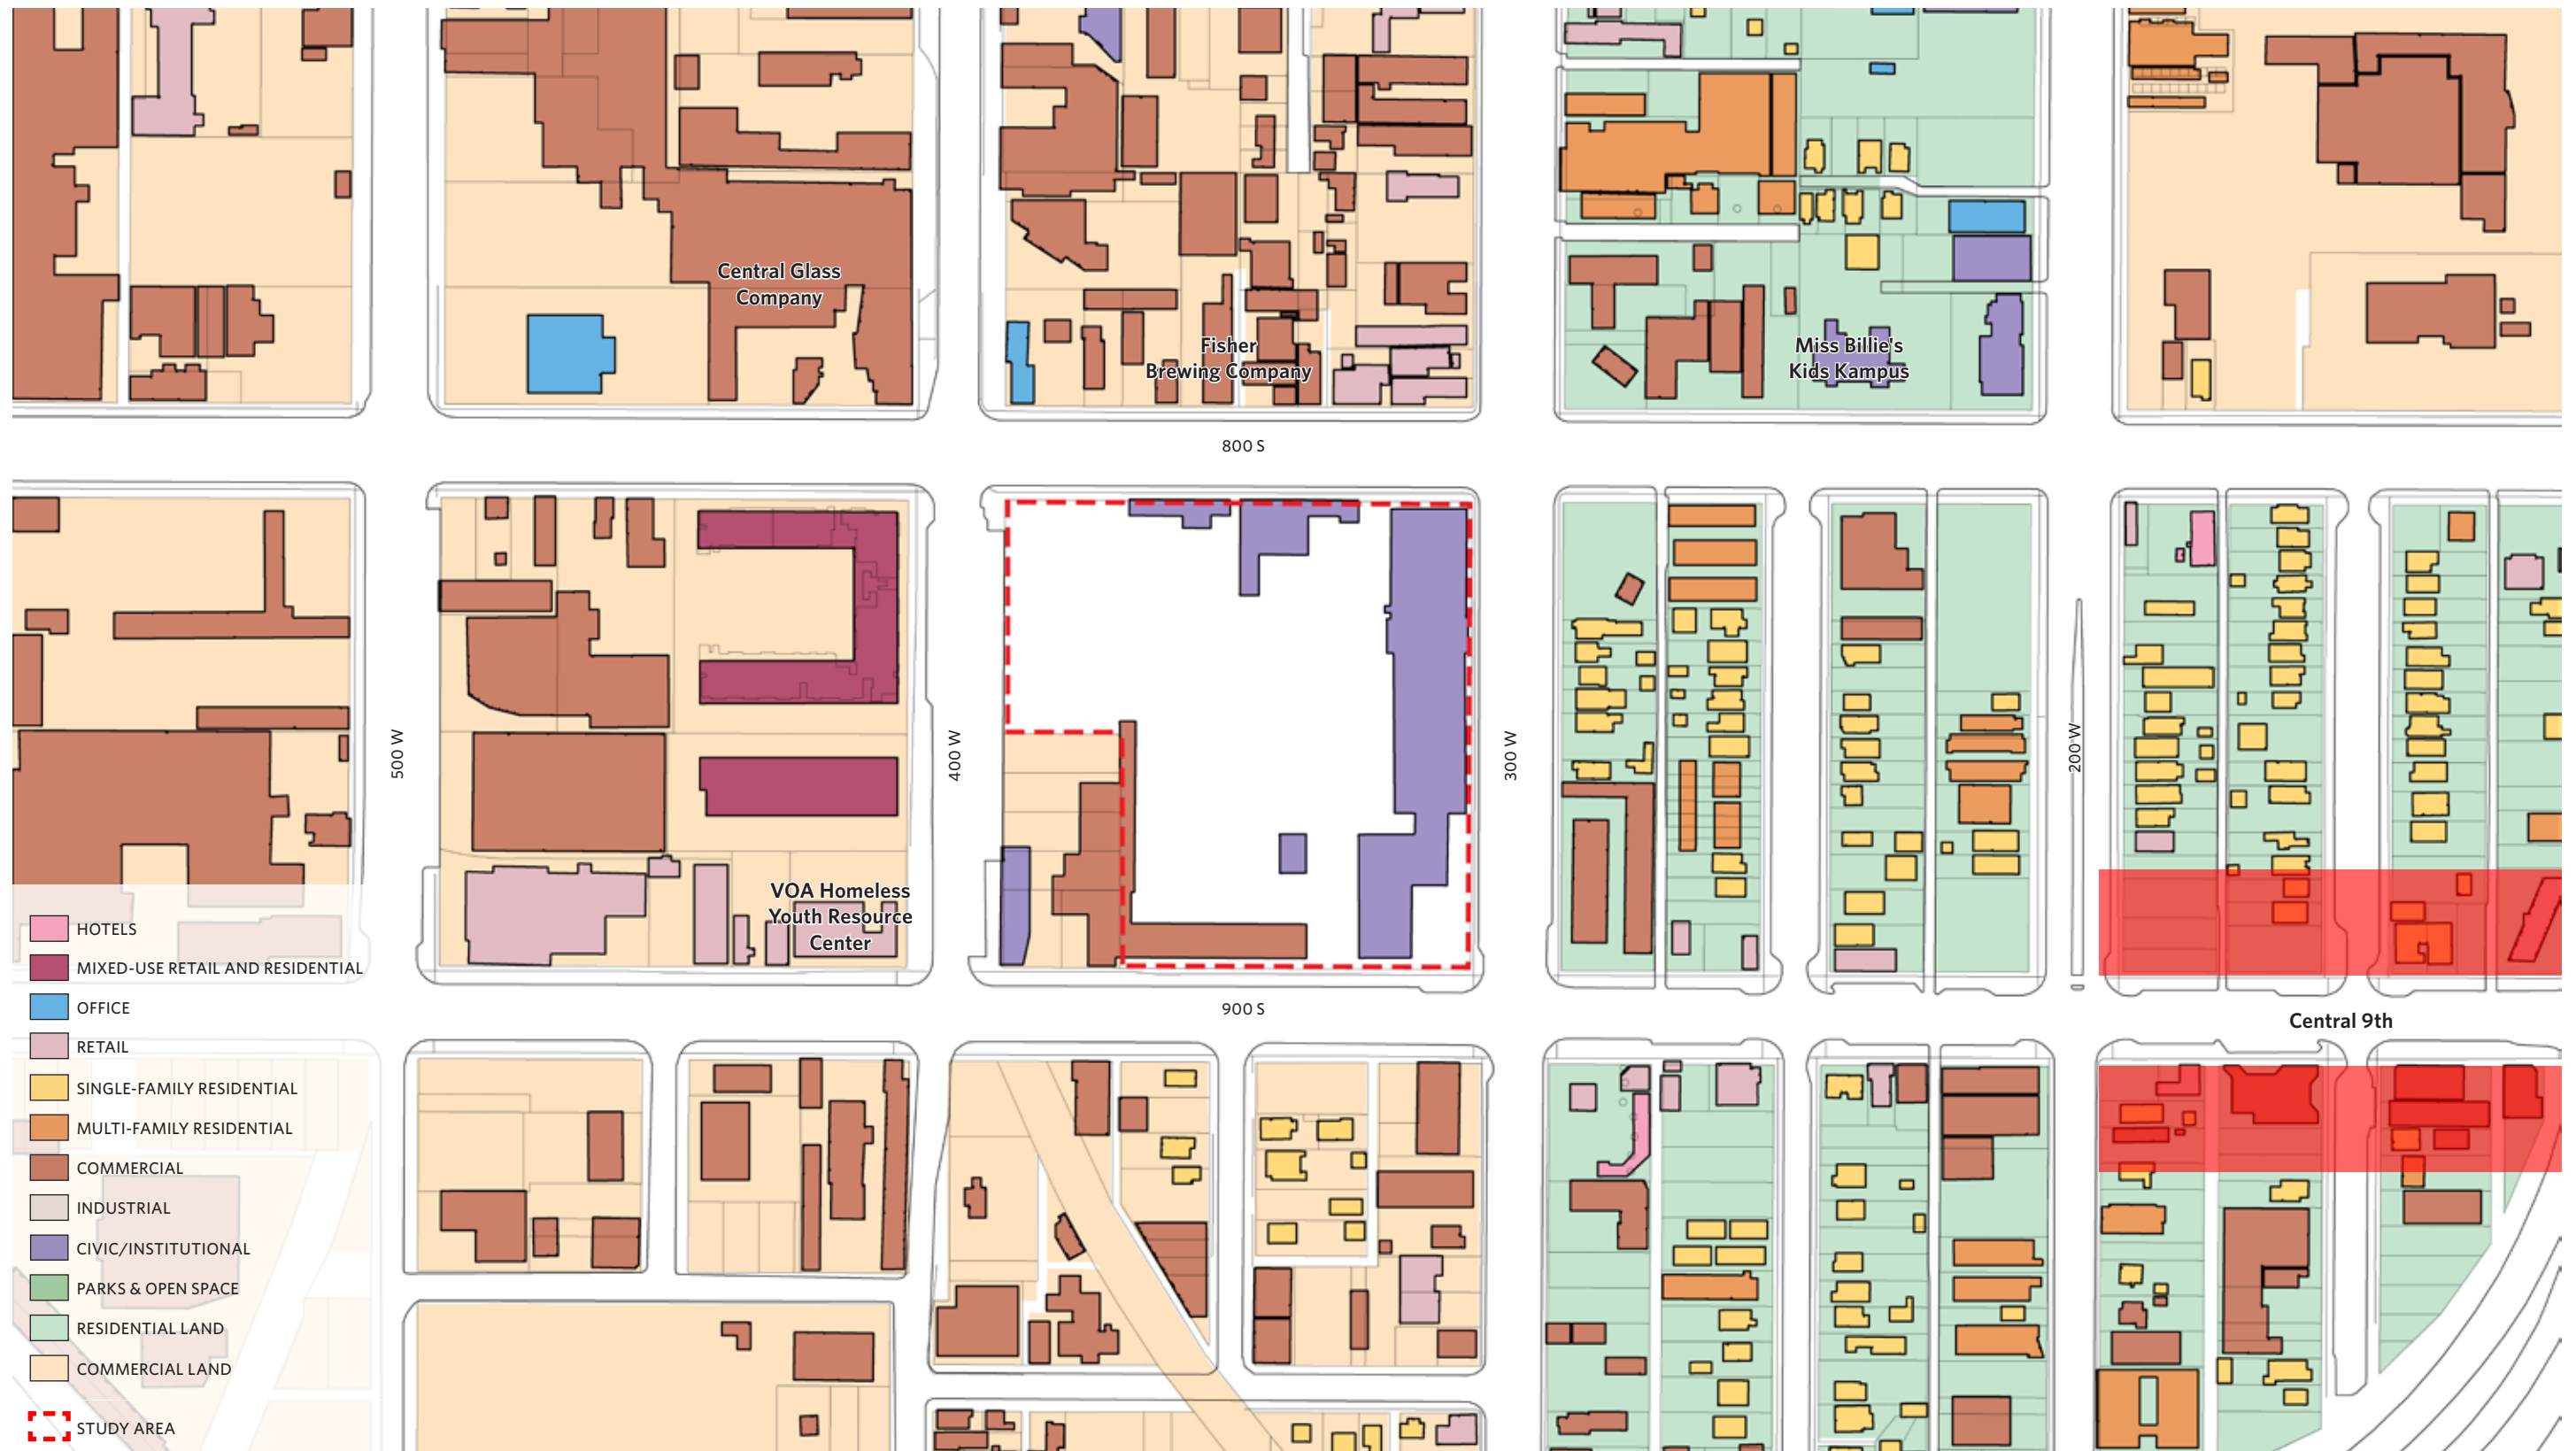 Central Glass
Company
Fisher
Brewing Company
Miss Billie's
Kids Kampus
800 S
500 W
400 W
300 W
200 W
VOA Homeless
Youth Resource
Center
900 S
Central 9th
HOTELS
MIXED-USE RETAIL AND RESIDENTIAL
OFFICE
RETAIL
SINGLE-FAMILY RESIDENTIAL
MULTI-FAMILY RESIDENTIAL
COMMERCIAL
INDUSTRIAL
CIVIC/INSTITUTIONAL
PARKS & OPEN SPACE
RESIDENTIAL LAND
COMMERCIAL LAND
STUDY AREA